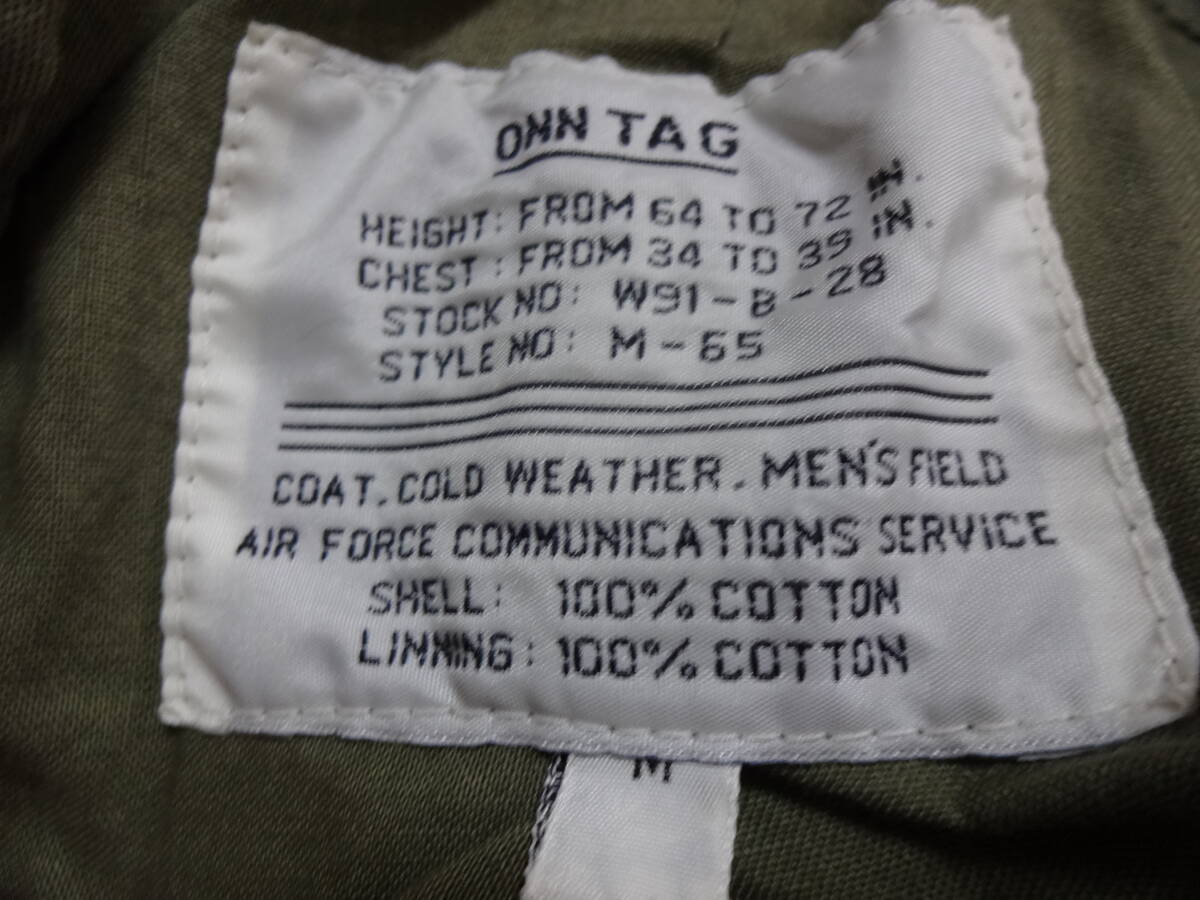 ONN TAG
HEIGHT: FROM 64 TO 72 IN.
CHEST: FROM 34 TO 39 IN.
STOCK NO: W91-B-28
STYLE NO: M-65
COAT. COLD WEATHER. MEN'S FIELD
AIR FORCE COMMUNICATIONS SERVICE
SHELL: 100% COTTON
LINNING: 100% COTTON
M